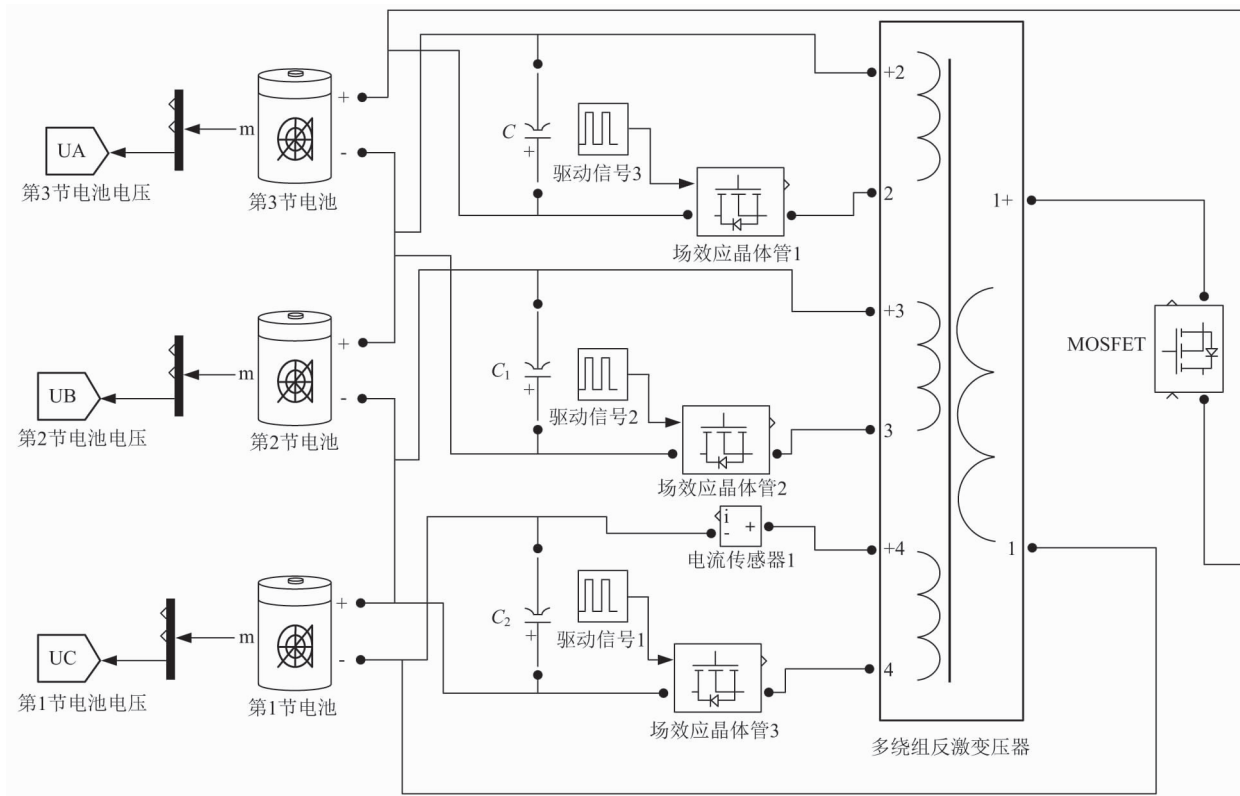 +
-
m
UA
第3节电池电压
第3节电池
C
+
驱动信号3
场效应晶体管1
+2
2
1+
+
-
m
UB
第2节电池电压
第2节电池
C1
+
驱动信号2
场效应晶体管2
+3
3
MOSFET
i
- +
电流传感器1
+
-
m
UC
第1节电池电压
第1节电池
C2
+
驱动信号1
场效应晶体管3
+4
4
1
多绕组反激变压器